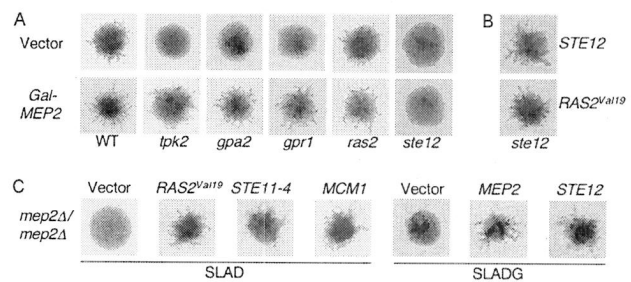 A
B
Vector
STE12
Gal-
MEP2
RAS2Val19
WT tpk2 gpa2 gpr1 ras2 ste12
ste12
C
Vector RAS2Val19 STE11-4 MCM1 Vector MEP2 STE12
mep2Δ/
mep2Δ
SLAD SLADG